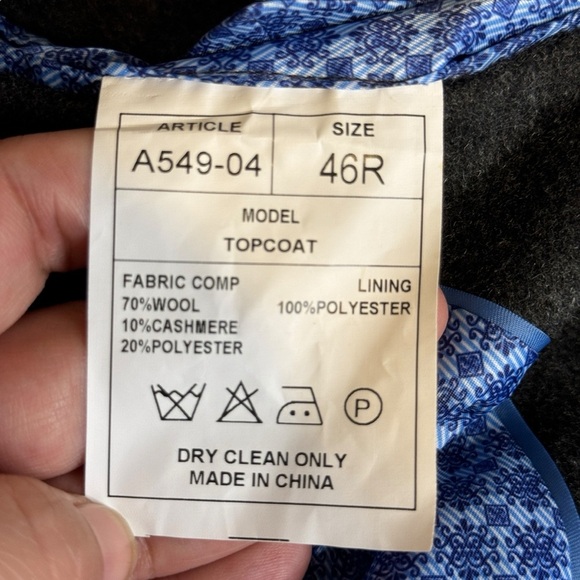 ARTICLE SIZE
A549-04 46R
MODEL
TOPCOAT
FABRIC COMP LINING
70%WOOL 100%POLYESTER
10%CASHMERE
20%POLYESTER
P
DRY CLEAN ONLY
MADE IN CHINA